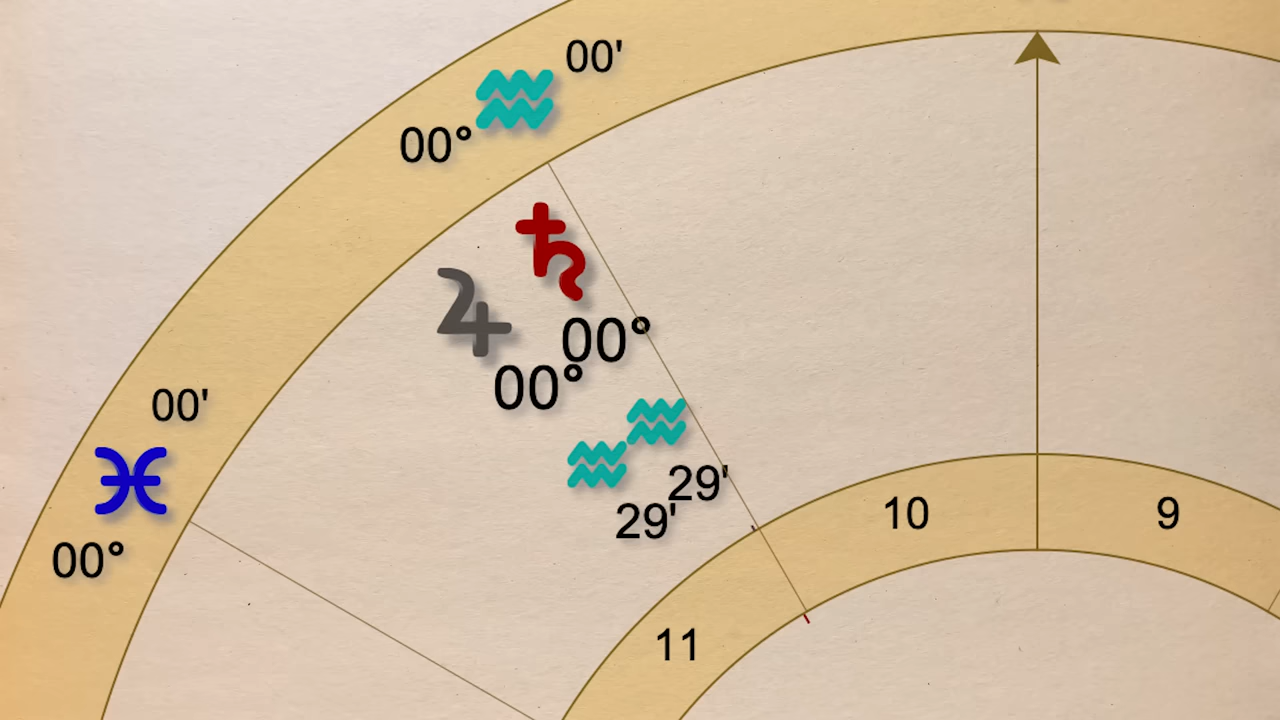 00° ♒ 00'
♄ 00° ♒ 29'
♃ 00° ♒ 29'
00° ♓ 00'
10
9
11